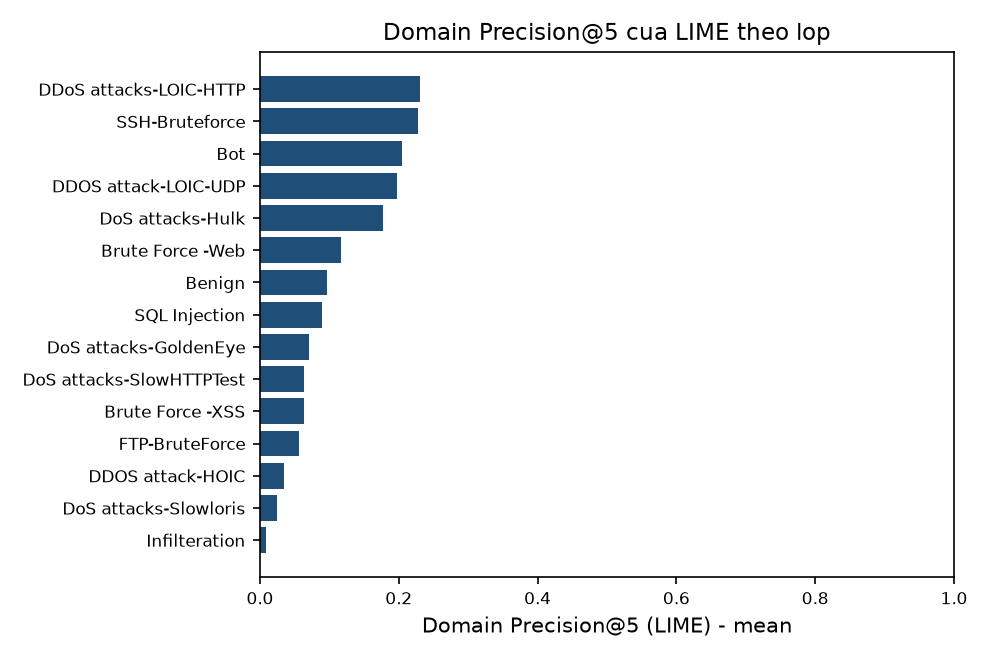 Domain Precision@5 cua LIME theo lop
DDoS attacks-LOIC-HTTP
SSH-Bruteforce
Bot
DDOS attack-LOIC-UDP
DoS attacks-Hulk
Brute Force -Web
Benign
SQL Injection
DoS attacks-GoldenEye
DoS attacks-SlowHTTPTest
Brute Force -XSS
FTP-BruteForce
DDOS attack-HOIC
DoS attacks-Slowloris
Infilteration
0.0 0.2 0.4 0.6 0.8 1.0
Domain Precision@5 (LIME) - mean